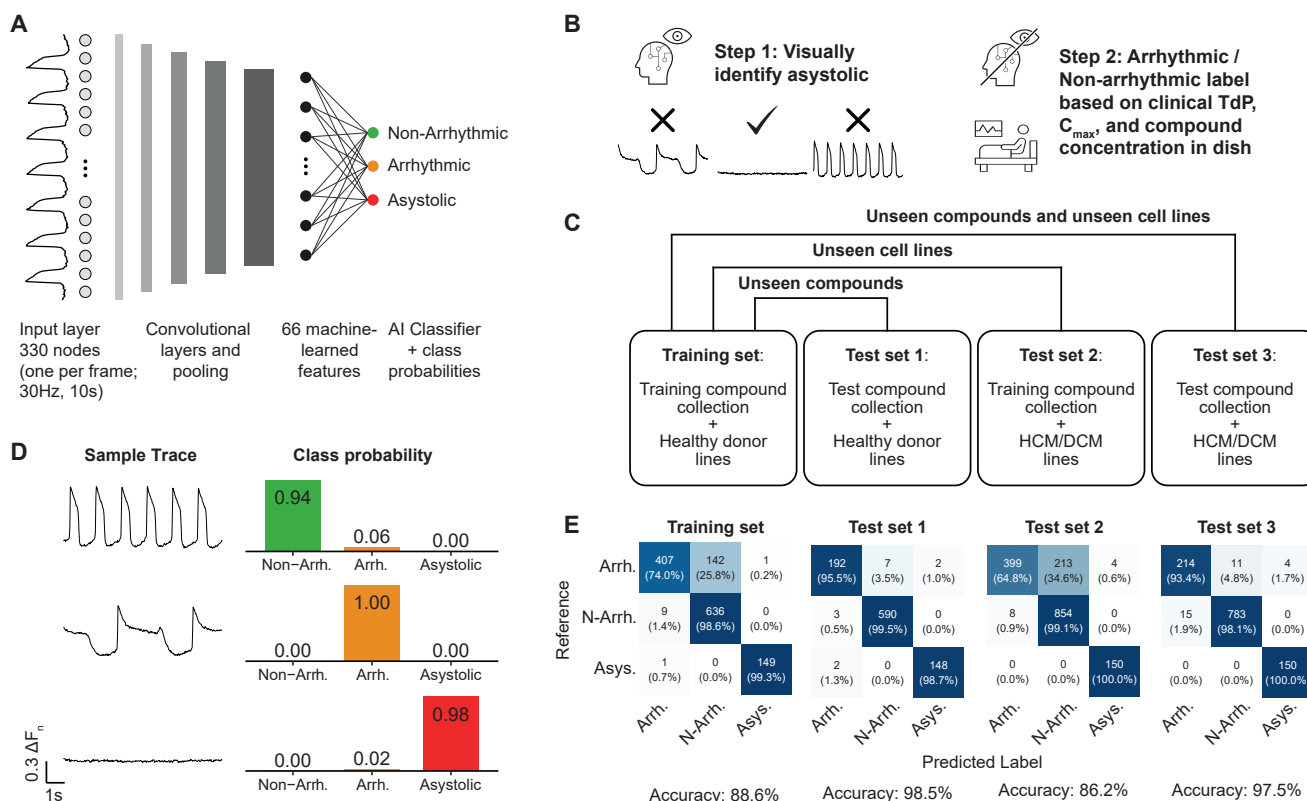 A
Non-Arrhythmic
Arrhythmic
Asystolic
Input layer
330 nodes
(one per frame;
30Hz, 10s)
Convolutional
layers and
pooling
66 machine-
learned
features
AI Classifier
+ class
probabilities
B
Step 1: Visually
identify asystolic
Step 2: Arrhythmic /
Non-arrhythmic label
based on clinical TdP,
Cmax, and compound
concentration in dish
C
Unseen compounds and unseen cell lines
Unseen cell lines
Unseen compounds
Training set:
Training compound
collection
+
Healthy donor
lines
Test set 1:
Test compound
collection
+
Healthy donor
lines
Test set 2:
Training compound
collection
+
HCM/DCM
lines
Test set 3:
Test compound
collection
+
HCM/DCM
lines
D
Sample Trace
Class probability
0.94
0.06
0.00
Non−Arrh.
Arrh.
Asystolic
0.00
1.00
0.00
Non−Arrh.
Arrh.
Asystolic
0.00
0.02
0.98
Non−Arrh.
Arrh.
Asystolic
0.3 ΔFn
1s
E
Reference
Arrh.
N-Arrh.
Asys.
Training set
407 142 1
(74.0%) (25.8%) (0.2%)
9 636 0
(1.4%) (98.6%) (0.0%)
1 0 149
(0.7%) (0.0%) (99.3%)
Arrh.
N-Arrh.
Asys.
Accuracy: 88.6%
Test set 1
192 7 2
(95.5%) (3.5%) (1.0%)
3 590 0
(0.5%) (99.5%) (0.0%)
2 0 148
(1.3%) (0.0%) (98.7%)
Arrh.
N-Arrh.
Asys.
Accuracy: 98.5%
Test set 2
399 213 4
(64.8%) (34.6%) (0.6%)
8 854 0
(0.9%) (99.1%) (0.0%)
0 0 150
(0.0%) (0.0%) (100.0%)
Arrh.
N-Arrh.
Asys.
Accuracy: 86.2%
Test set 3
214 11 4
(93.4%) (4.8%) (1.7%)
15 783 0
(1.9%) (98.1%) (0.0%)
0 0 150
(0.0%) (0.0%) (100.0%)
Arrh.
N-Arrh.
Asys.
Accuracy: 97.5%
Predicted Label